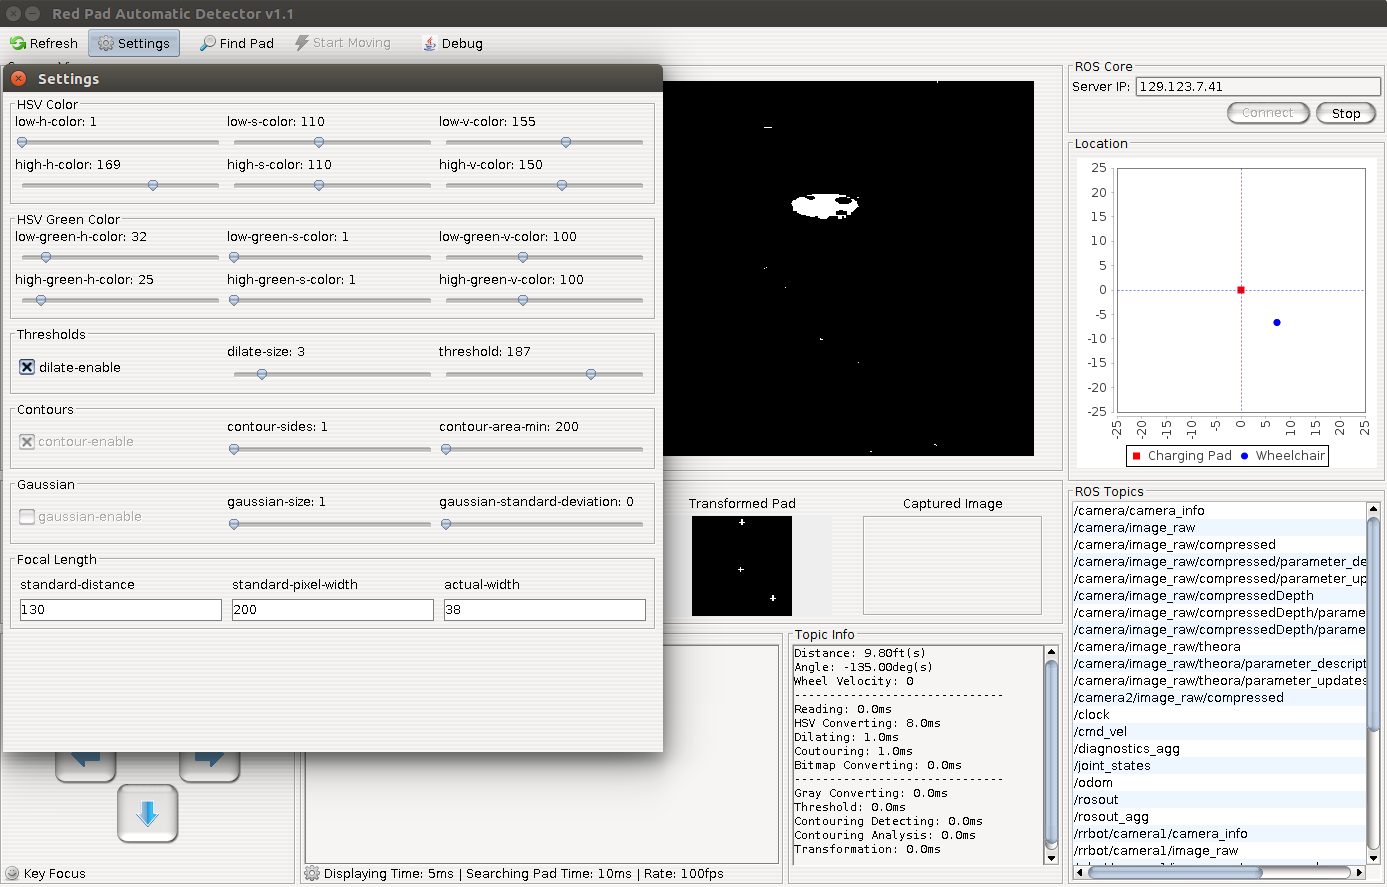 Red Pad Automatic Detector v1.1
Refresh Settings Find Pad Start Moving Debug
Settings
HSV Color
low-h-color: 1 low-s-color: 110 low-v-color: 155
high-h-color: 169 high-s-color: 110 high-v-color: 150
HSV Green Color
low-green-h-color: 32 low-green-s-color: 1 low-green-v-color: 100
high-green-h-color: 25 high-green-s-color: 1 high-green-v-color: 100
Thresholds
dilate-enable dilate-size: 3 threshold: 187
Contours
contour-enable contour-sides: 1 contour-area-min: 200
Gaussian
gaussian-enable gaussian-size: 1 gaussian-standard-deviation: 0
Focal Length
standard-distance standard-pixel-width actual-width
130 200 38
Key Focus
Transformed Pad Captured Image
Displaying Time: 5ms | Searching Pad Time: 10ms | Rate: 100fps
Topic Info
Distance: 9.80ft(s)
Angle: -135.00deg(s)
Wheel Velocity: 0
------------------------------
Reading: 0.0ms
HSV Converting: 8.0ms
Dilating: 1.0ms
Coutouring: 1.0ms
Bitmap Converting: 0.0ms
------------------------------
Gray Converting: 0.0ms
Threshold: 0.0ms
Contouring Detecting: 0.0ms
Contouring Analysis: 0.0ms
Transformation: 0.0ms
ROS Core
Server IP: 129.123.7.41
Connect Stop
Location
25
20
15
10
5
0
-5
-10
-15
-20
-25
-25 -20 -15 -10 -5 0 5 10 15 20 25
Charging Pad Wheelchair
ROS Topics
/camera/camera_info
/camera/image_raw
/camera/image_raw/compressed
/camera/image_raw/compressed/parameter_de
/camera/image_raw/compressed/parameter_up
/camera/image_raw/compressedDepth
/camera/image_raw/compressedDepth/parame
/camera/image_raw/compressedDepth/parame
/camera/image_raw/theora
/camera/image_raw/theora/parameter_descript
/camera/image_raw/theora/parameter_updates
/camera2/image_raw/compressed
/clock
/cmd_vel
/diagnostics_agg
/joint_states
/odom
/rosout
/rosout_agg
/rrbot/camera1/camera_info
/rrbot/camera1/image_raw